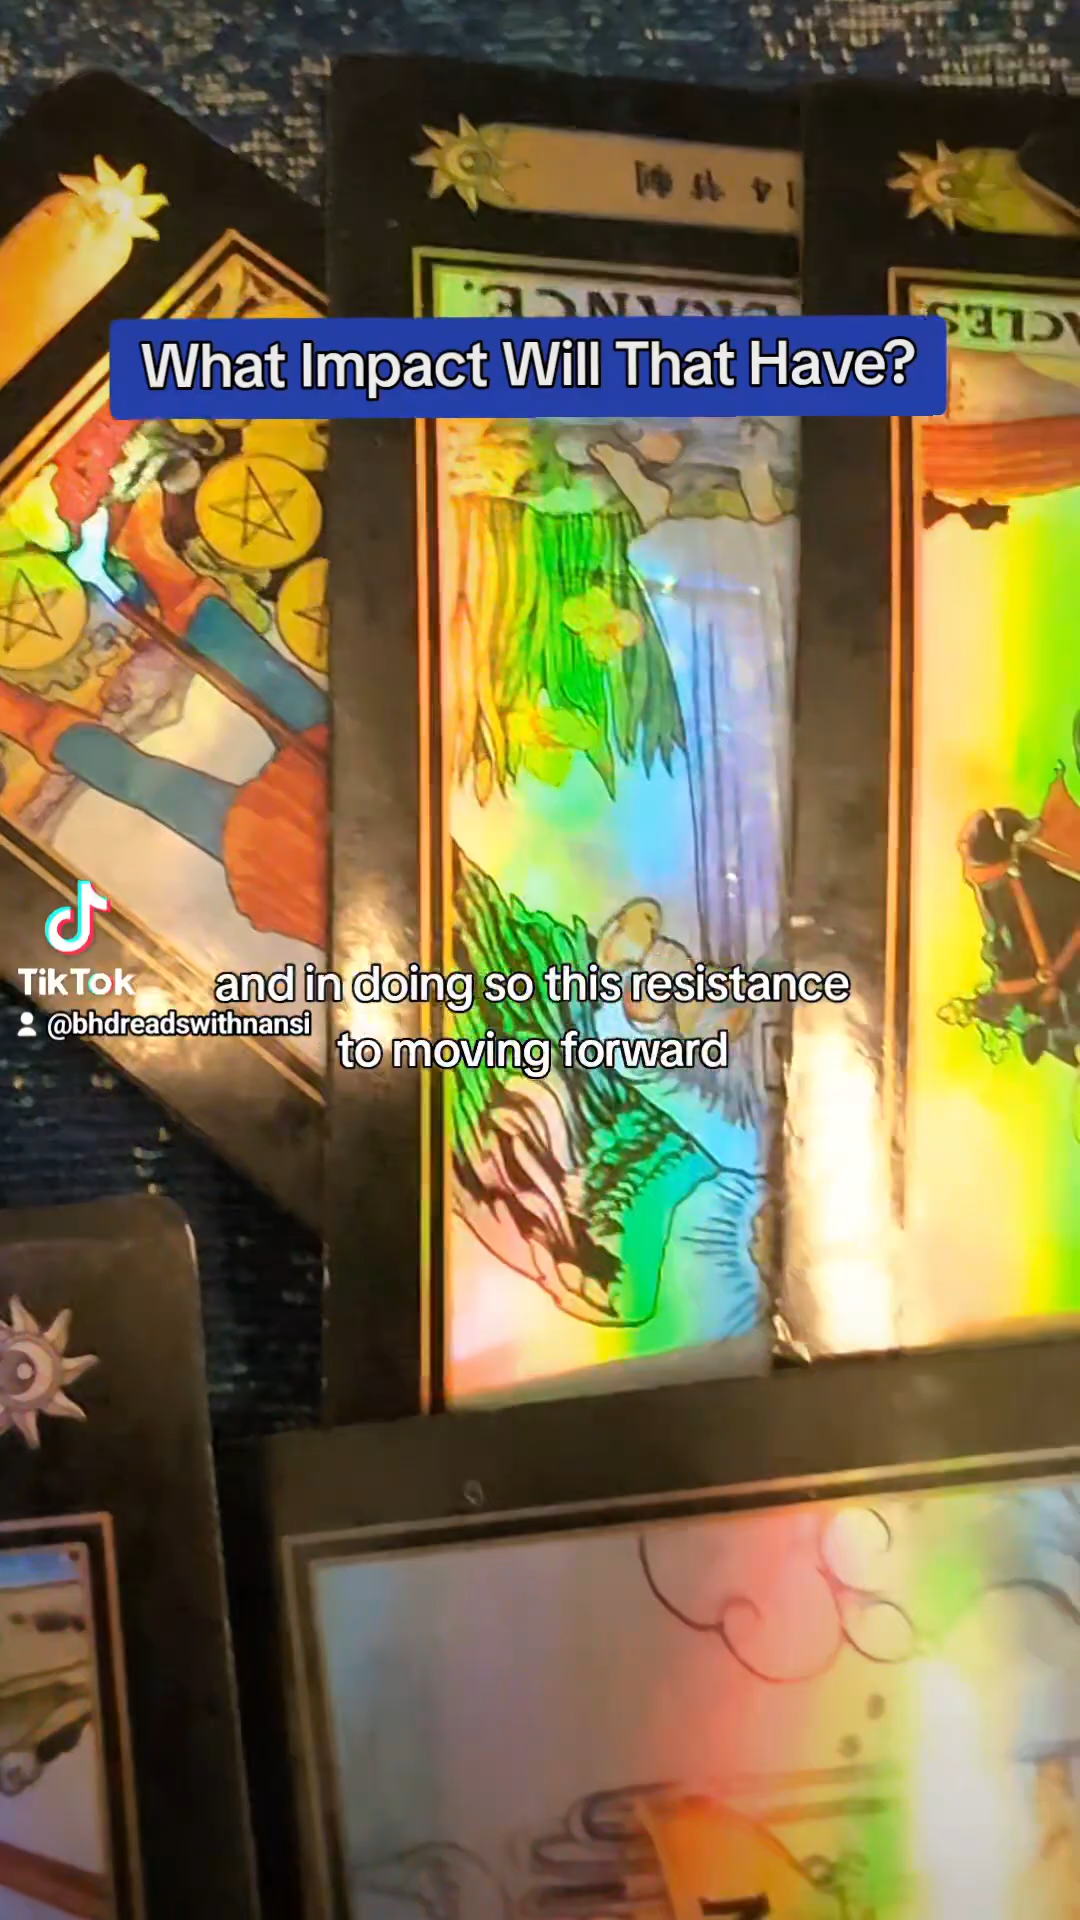 What Impact Will That Have?
TikTok
@bhdreadswithnansi
and in doing so this resistance
to moving forward